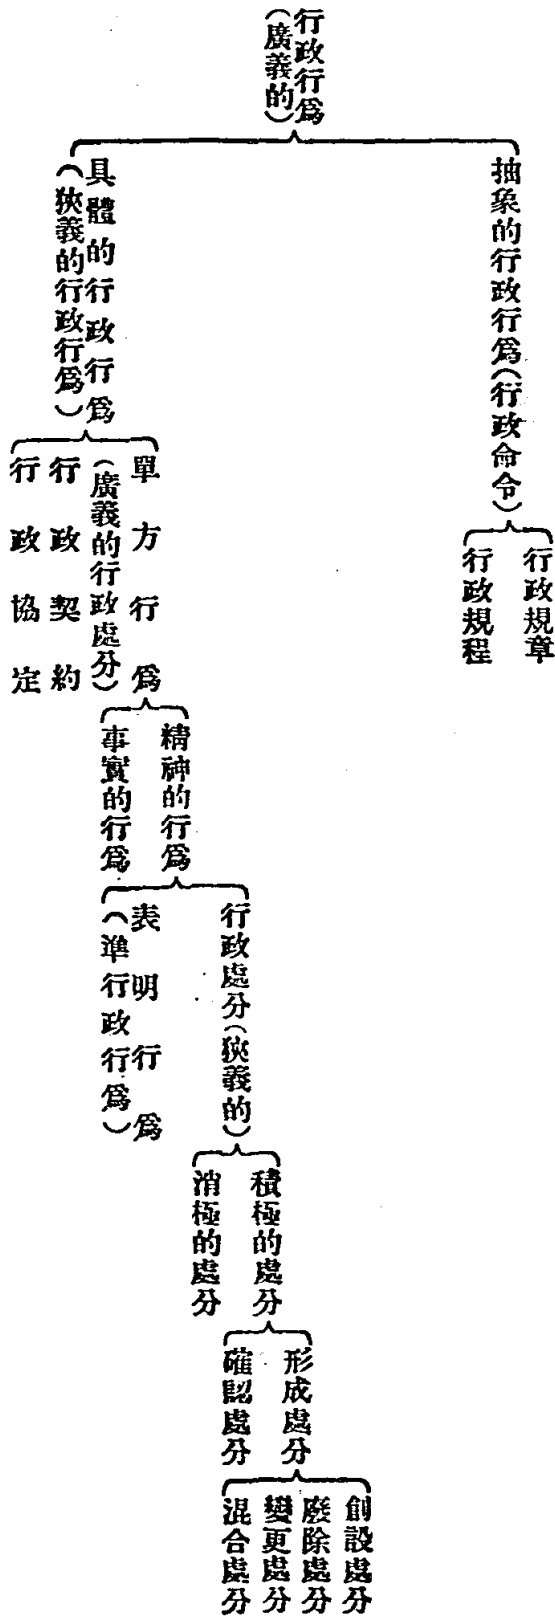 行政行爲
(廣義的)
抽象的行政行爲(行政命令)
行政規章
行政規程
具體的行政行爲
(狹義的行政行爲)
單方行爲
(廣義的行政處分)
行政契約
行政協定
精神的行爲
事實的行爲
行政處分(狹義的)
表明行爲
(準行政行爲)
積極的處分
消極的處分
形成處分
確認處分
創設處分
廢除處分
變更處分
混合處分